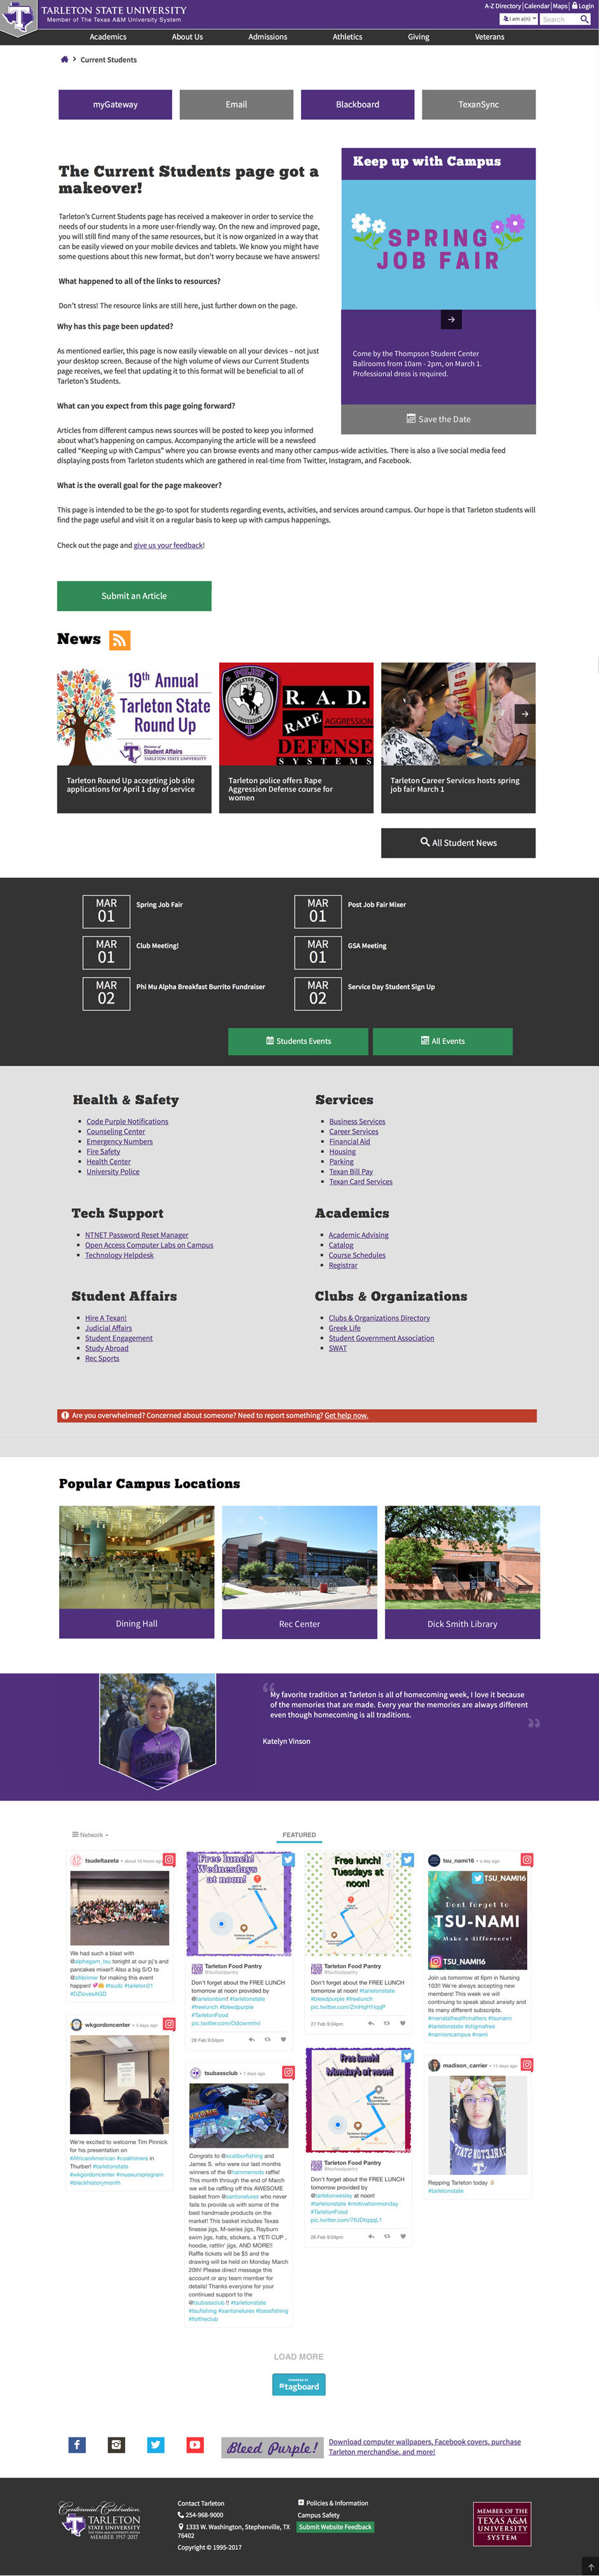 TARLETON STATE UNIVERSITY
Member of The Texas A&M University System
A-Z Directory | Calendar | Maps | Login
I am a(n)
Search
Academics
About Us
Admissions
Athletics
Giving
Veterans
> Current Students
myGateway
Email
Blackboard
TexanSync
The Current Students page got a
makeover!
Tarleton's Current Students page has received a makeover in order to service the
needs of our students in a more user-friendly way. On the new and improved page,
you will still find many of the same resources, but it is now organized in a way that
can be easily viewed on your mobile devices and tablets. We know you might have
some questions about this new format, but don't worry because we have answers!
What happened to all of the links to resources?
Don't stress! The resource links are still here, just further down on the page.
Why has this page been updated?
As mentioned earlier, this page is now easily viewable on all your devices – not just
your desktop screen. Because of the high volume of views our Current Students
page receives, we feel that updating it to this format will be beneficial to all of
Tarleton's Students.
What can you expect from this page going forward?
Articles from different campus news sources will be posted to keep you informed
about what's happening on campus. Accompanying the article will be a newsfeed
called "Keeping up with Campus" where you can browse events and many other campus-wide activities. There is also a live social media feed
displaying posts from Tarleton students which are gathered in real-time from Twitter, Instagram, and Facebook.
What is the overall goal for the page makeover?
This page is intended to be the go-to spot for students regarding events, activities, and services around campus. Our hope is that Tarleton students will
find the page useful and visit it on a regular basis to keep up with campus happenings.
Check out the page and give us your feedback!
Keep up with Campus
SPRING
JOB FAIR
Come by the Thompson Student Center
Ballrooms from 10am - 2pm, on March 1.
Professional dress is required.
Save the Date
Submit an Article
News
19th Annual
Tarleton State
Round Up
Division of
Student Affairs
TARLETON STATE UNIVERSITY
Tarleton Round Up accepting job site
applications for April 1 day of service
R. A. D.
RAPE AGGRESSION
DEFENSE
SYSTEMS
Tarleton police offers Rape
Aggression Defense course for
women
Tarleton Career Services hosts spring
job fair March 1
All Student News
MAR
01
Spring Job Fair
MAR
01
Post Job Fair Mixer
MAR
01
Club Meeting!
MAR
01
GSA Meeting
MAR
02
Phi Mu Alpha Breakfast Burrito Fundraiser
MAR
02
Service Day Student Sign Up
Students Events
All Events
Health & Safety
Code Purple Notifications
Counseling Center
Emergency Numbers
Fire Safety
Health Center
University Police
Services
Business Services
Career Services
Financial Aid
Housing
Parking
Texan Bill Pay
Texan Card Services
Tech Support
NTNET Password Reset Manager
Open Access Computer Labs on Campus
Technology Helpdesk
Academics
Academic Advising
Catalog
Course Schedules
Registrar
Student Affairs
Hire A Texan!
Judicial Affairs
Student Engagement
Study Abroad
Rec Sports
Clubs & Organizations
Clubs & Organizations Directory
Greek Life
Student Government Association
SWAT
Are you overwhelmed? Concerned about someone? Need to report something? Get help now.
Popular Campus Locations
Dining Hall
Rec Center
Dick Smith Library
My favorite tradition at Tarleton is all of homecoming week, I love it because
of the memories that are made. Every year the memories are always different
even though homecoming is all traditions.
Katelyn Vinson
Network
FEATURED
tsudeltazeta • about 19 hours ago
We had such a blast with
@alphagam_tsu tonight at our pj's and
pancakes mixer!! Also a big S/O to
@allibrimer for making this event
happen! #tsudz #tarleton21
#DZlovesAGD
wkgordoncenter • 3 days ago
We're excited to welcome Tim Pinnick
for his presentation on
#AfricanAmerican #coalminers in
Thurber! #tarletonstate
#wkgordoncenter #museumprogram
#blackhistorymonth
Free lunch!
Wednesdays
at noon!
Tarleton Food Pantry
@tsufoodpantry
Don't forget about the FREE LUNCH
tomorrow at noon provided by
@tarletonbsm! #tarletonstate
#freelunch #bleedpurple
#TarletonFood
28 Feb 9:04pm
tsubassclub • 7 days ago
Congrats to @xcaliburfishing and
James S. who were our last months
winners of the @hammerrods raffle!
New this month through the end of March
we will be raffling off this AWESOME
basket from @santonelures who never
fails to provide us with some of the
best handmade products on the
market! This basket includes Texas
finesse jigs, M-series jigs, Rayburn
swim jigs, hats, stickers, a YETI CUP ,
hoodie, rattlin' jigs, AND MORE!!
Raffle tickets will be $5 and the
drawing will be held on Monday March
20th! Please direct message this
account or any team member for
details! Thanks everyone for your
continued support to the
@tsubassclub !! #tarletonstate
#tsufishing #santonelures #bassfishing
#fortheclub
Free lunch!
Tuesdays at
noon!
Tarleton Food Pantry
@tsufoodpantry
Don't forget about the FREE LUNCH
tomorrow at noon! #tarletonstate
#bleedpurple #freelunch
27 Feb 9:04pm
Free lunch!
Monday's at noon!
Tarleton Food Pantry
@tsufoodpantry
Don't forget about the FREE LUNCH
tomorrow provided by
@tarletonwesley at noon!
#tarletonstate #motivationmonday
#TarletonFood
26 Feb 9:04pm
tsu_nami16 • a day ago
TSU_NAMI16
Dont forget to
TSU-NAMI
Make a difference!
TSU_NAMI16
Join us tomorrow at 6pm in Nursing
103!! We're always accepting new
members! This week we will
continuing to speak about anxiety and
its many different subscripts.
#mentalhealthmatters #tsunami
#tarletonstate #stigmafree
#namioncampus #nami
madison_carrier • 11 days ago
Repping Tarleton today
#tarletonstate
LOAD MORE
POWERED BY
#tagboard
Bleed Purple!
Download computer wallpapers, Facebook covers, purchase
Tarleton merchandise, and more!
Centennial Celebration
TARLETON
STATE UNIVERSITY
MEMBER 1917-2017
Contact Tarleton
254-968-9000
1333 W. Washington, Stephenville, TX
76402
Copyright © 1995-2017
Policies & Information
Campus Safety
Submit Website Feedback
MEMBER OF THE
TEXAS A&M
UNIVERSITY
SYSTEM